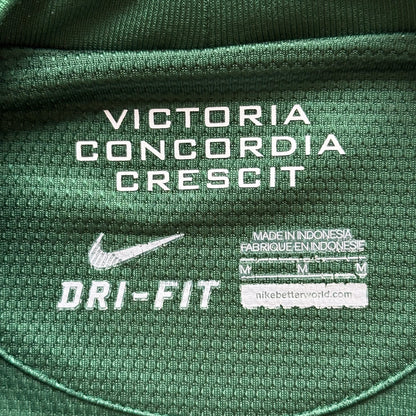 VICTORIA
CONCORDIA
CRESCIT
MADE IN INDONESIA
FABRIQUE EN INDONESIE
M M M
DRI-FIT
nikebetterworld.com